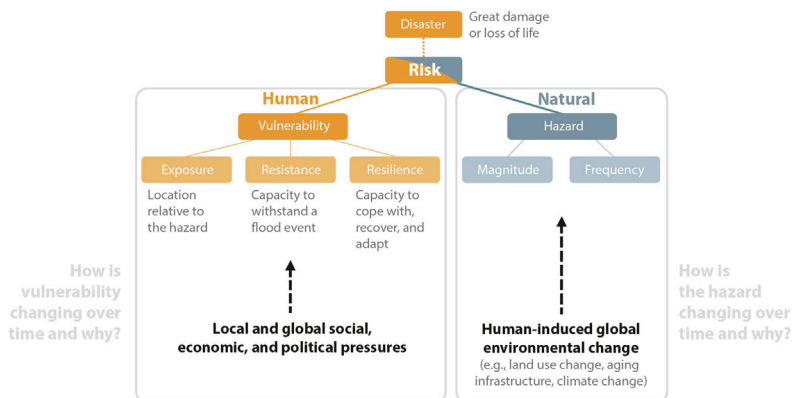 Disaster
Great damage
or loss of life
Risk
Human
Vulnerability
Exposure
Resistance
Resilience
Location
relative to
the hazard
Capacity to
withstand a
flood event
Capacity to
cope with,
recover, and
adapt
How is
vulnerability
changing over
time and why?
Local and global social,
economic, and political pressures
Natural
Hazard
Magnitude
Frequency
Human-induced global
environmental change
(e.g., land use change, aging
infrastructure, climate change)
How is
the hazard
changing over
time and why?